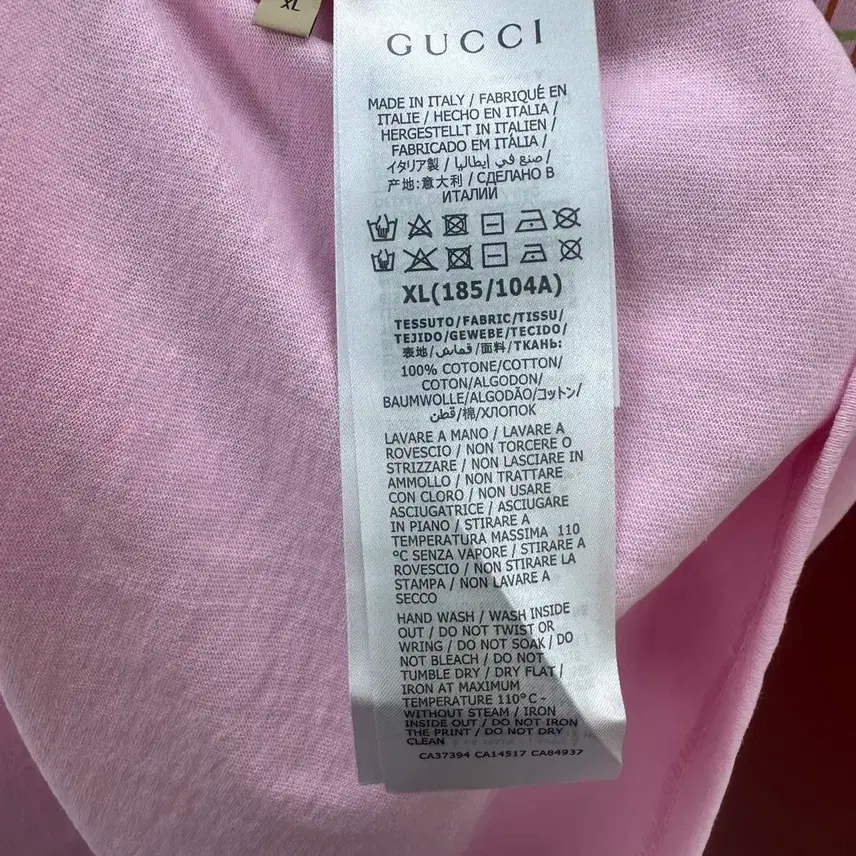 XL
GUCCI
MADE IN ITALY / FABRIQUÉ EN
ITALIE / HECHO EN ITALIA /
HERGESTELLT IN ITALIEN /
FABRICADO EM ITÁLIA /
イタリア製 / صنع في إيطاليا /
产地:意大利 / СДЕЛАНО В
ИТАЛИИ
XL(185/104A)
TESSUTO/FABRIC/TISSU/
TEJIDO/GEWEBE/TECIDO/
表地/قماش/面料/ТКАНЬ:
100% COTONE/COTTON/
COTON/ALGODON/
BAUMWOLLE/ALGODÃO/コットン/
قطن/棉/ХЛОПОК
LAVARE A MANO / LAVARE A
ROVESCIO / NON TORCERE O
STRIZZARE / NON LASCIARE IN
AMMOLLO / NON TRATTARE
CON CLORO / NON USARE
ASCIUGATRICE / ASCIUGARE
IN PIANO / STIRARE A
TEMPERATURA MASSIMA 110
°C SENZA VAPORE / STIRARE A
ROVESCIO / NON STIRARE LA
STAMPA / NON LAVARE A
SECCO
HAND WASH / WASH INSIDE
OUT / DO NOT TWIST OR
WRING / DO NOT SOAK / DO
NOT BLEACH / DO NOT
TUMBLE DRY / DRY FLAT /
IRON AT MAXIMUM
TEMPERATURE 110°C -
WITHOUT STEAM / IRON
INSIDE OUT / DO NOT IRON
THE PRINT / DO NOT DRY
CLEAN
CA37394 CA14517 CA84937